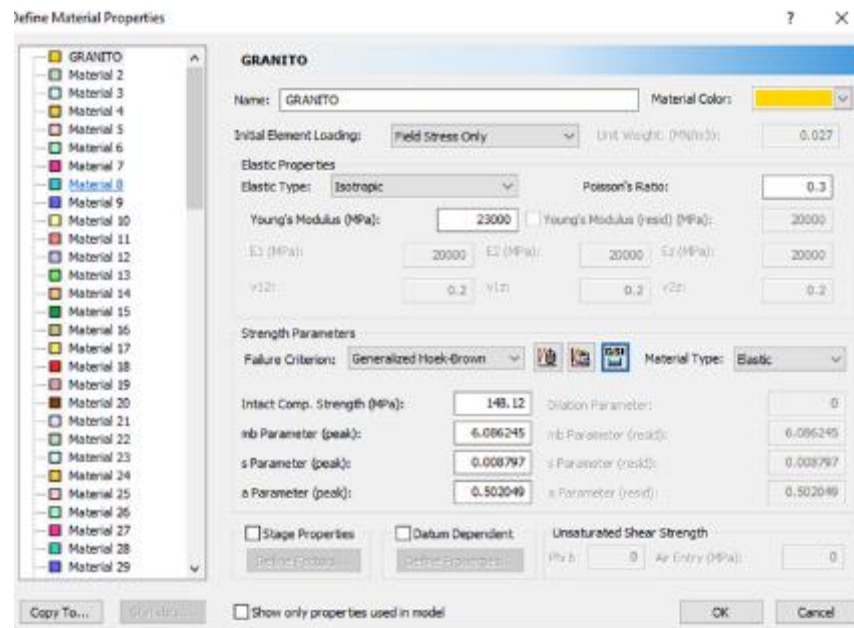 Define Material Properties ? ×
GRANITO
Material 2
Material 3
Material 4
Material 5
Material 6
Material 7
Material 8
Material 9
Material 10
Material 11
Material 12
Material 13
Material 14
Material 15
Material 16
Material 17
Material 18
Material 19
Material 20
Material 21
Material 22
Material 23
Material 24
Material 25
Material 26
Material 27
Material 28
Material 29
GRANITO
Name: GRANITO Material Color:
Initial Element Loading: Field Stress Only Unit Weight: (MN/m3): 0.027
Elastic Properties
Elastic Type: Isotropic Poisson's Ratio: 0.3
Young's Modulus (MPa): 23000 Young's Modulus (resid) (MPa): 20000
E1 (MPa): 20000 E2 (MPa): 20000 Ez (MPa): 20000
v12: 0.2 v1z: 0.2 v2z: 0.2
Strength Parameters
Failure Criterion: Generalized Hoek-Brown GSI Material Type: Elastic
Intact Comp. Strength (MPa): 148.12 Dilation Parameter: 0
mb Parameter (peak): 6.086245 mb Parameter (resid): 6.086245
s Parameter (peak): 0.008797 s Parameter (resid): 0.008797
a Parameter (peak): 0.502049 a Parameter (resid): 0.502049
Stage Properties Datum Dependent Unsaturated Shear Strength
Define Factors... Define Properties... Phi b: 0 Air Entry (MPa): 0
Copy To... Statistics... Show only properties used in model OK Cancel